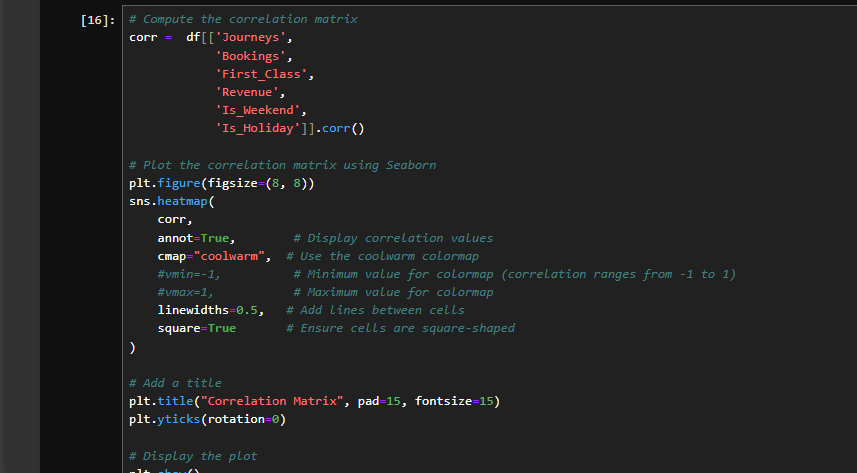 [16]: # Compute the correlation matrix
corr =  df[['Journeys',
            'Bookings',
            'First_Class',
            'Revenue',
            'Is_Weekend',
            'Is_Holiday']].corr()

# Plot the correlation matrix using Seaborn
plt.figure(figsize=(8, 8))
sns.heatmap(
    corr,
    annot=True,        # Display correlation values
    cmap="coolwarm",  # Use the coolwarm colormap
    #vmin=-1,          # Minimum value for colormap (correlation ranges from -1 to 1)
    #vmax=1,           # Maximum value for colormap
    linewidths=0.5,   # Add lines between cells
    square=True       # Ensure cells are square-shaped
)

# Add a title
plt.title("Correlation Matrix", pad=15, fontsize=15)
plt.yticks(rotation=0)

# Display the plot